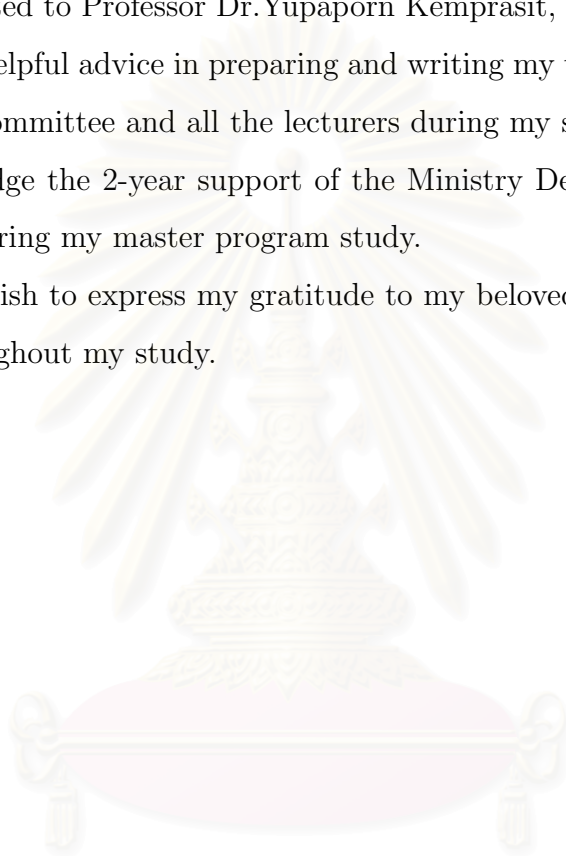 ted to Professor Dr.Yupaporn Kemprasit,
elpful advice in preparing and writing my
ommittee and all the lecturers during my s
dge the 2-year support of the Ministry De
ring my master program study.
ish to express my gratitude to my beloved
ghout my study.